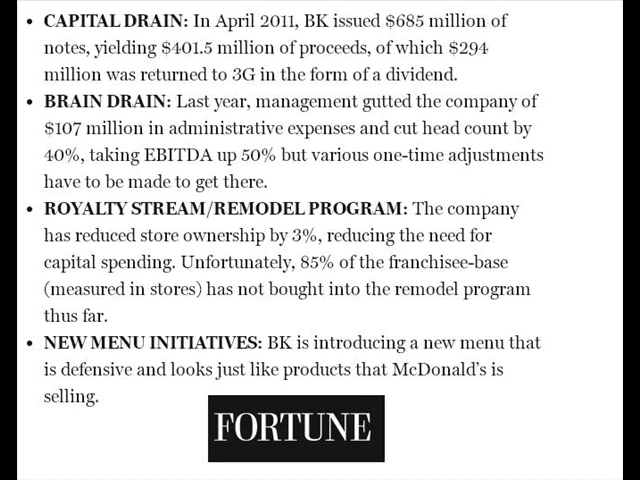 • CAPITAL DRAIN: In April 2011, BK issued $685 million of
notes, yielding $401.5 million of proceeds, of which $294
million was returned to 3G in the form of a dividend.
• BRAIN DRAIN: Last year, management gutted the company of
$107 million in administrative expenses and cut head count by
40%, taking EBITDA up 50% but various one-time adjustments
have to be made to get there.
• ROYALTY STREAM/REMODEL PROGRAM: The company
has reduced store ownership by 3%, reducing the need for
capital spending. Unfortunately, 85% of the franchisee-base
(measured in stores) has not bought into the remodel program
thus far.
• NEW MENU INITIATIVES: BK is introducing a new menu that
is defensive and looks just like products that McDonald's is
selling.
FORTUNE